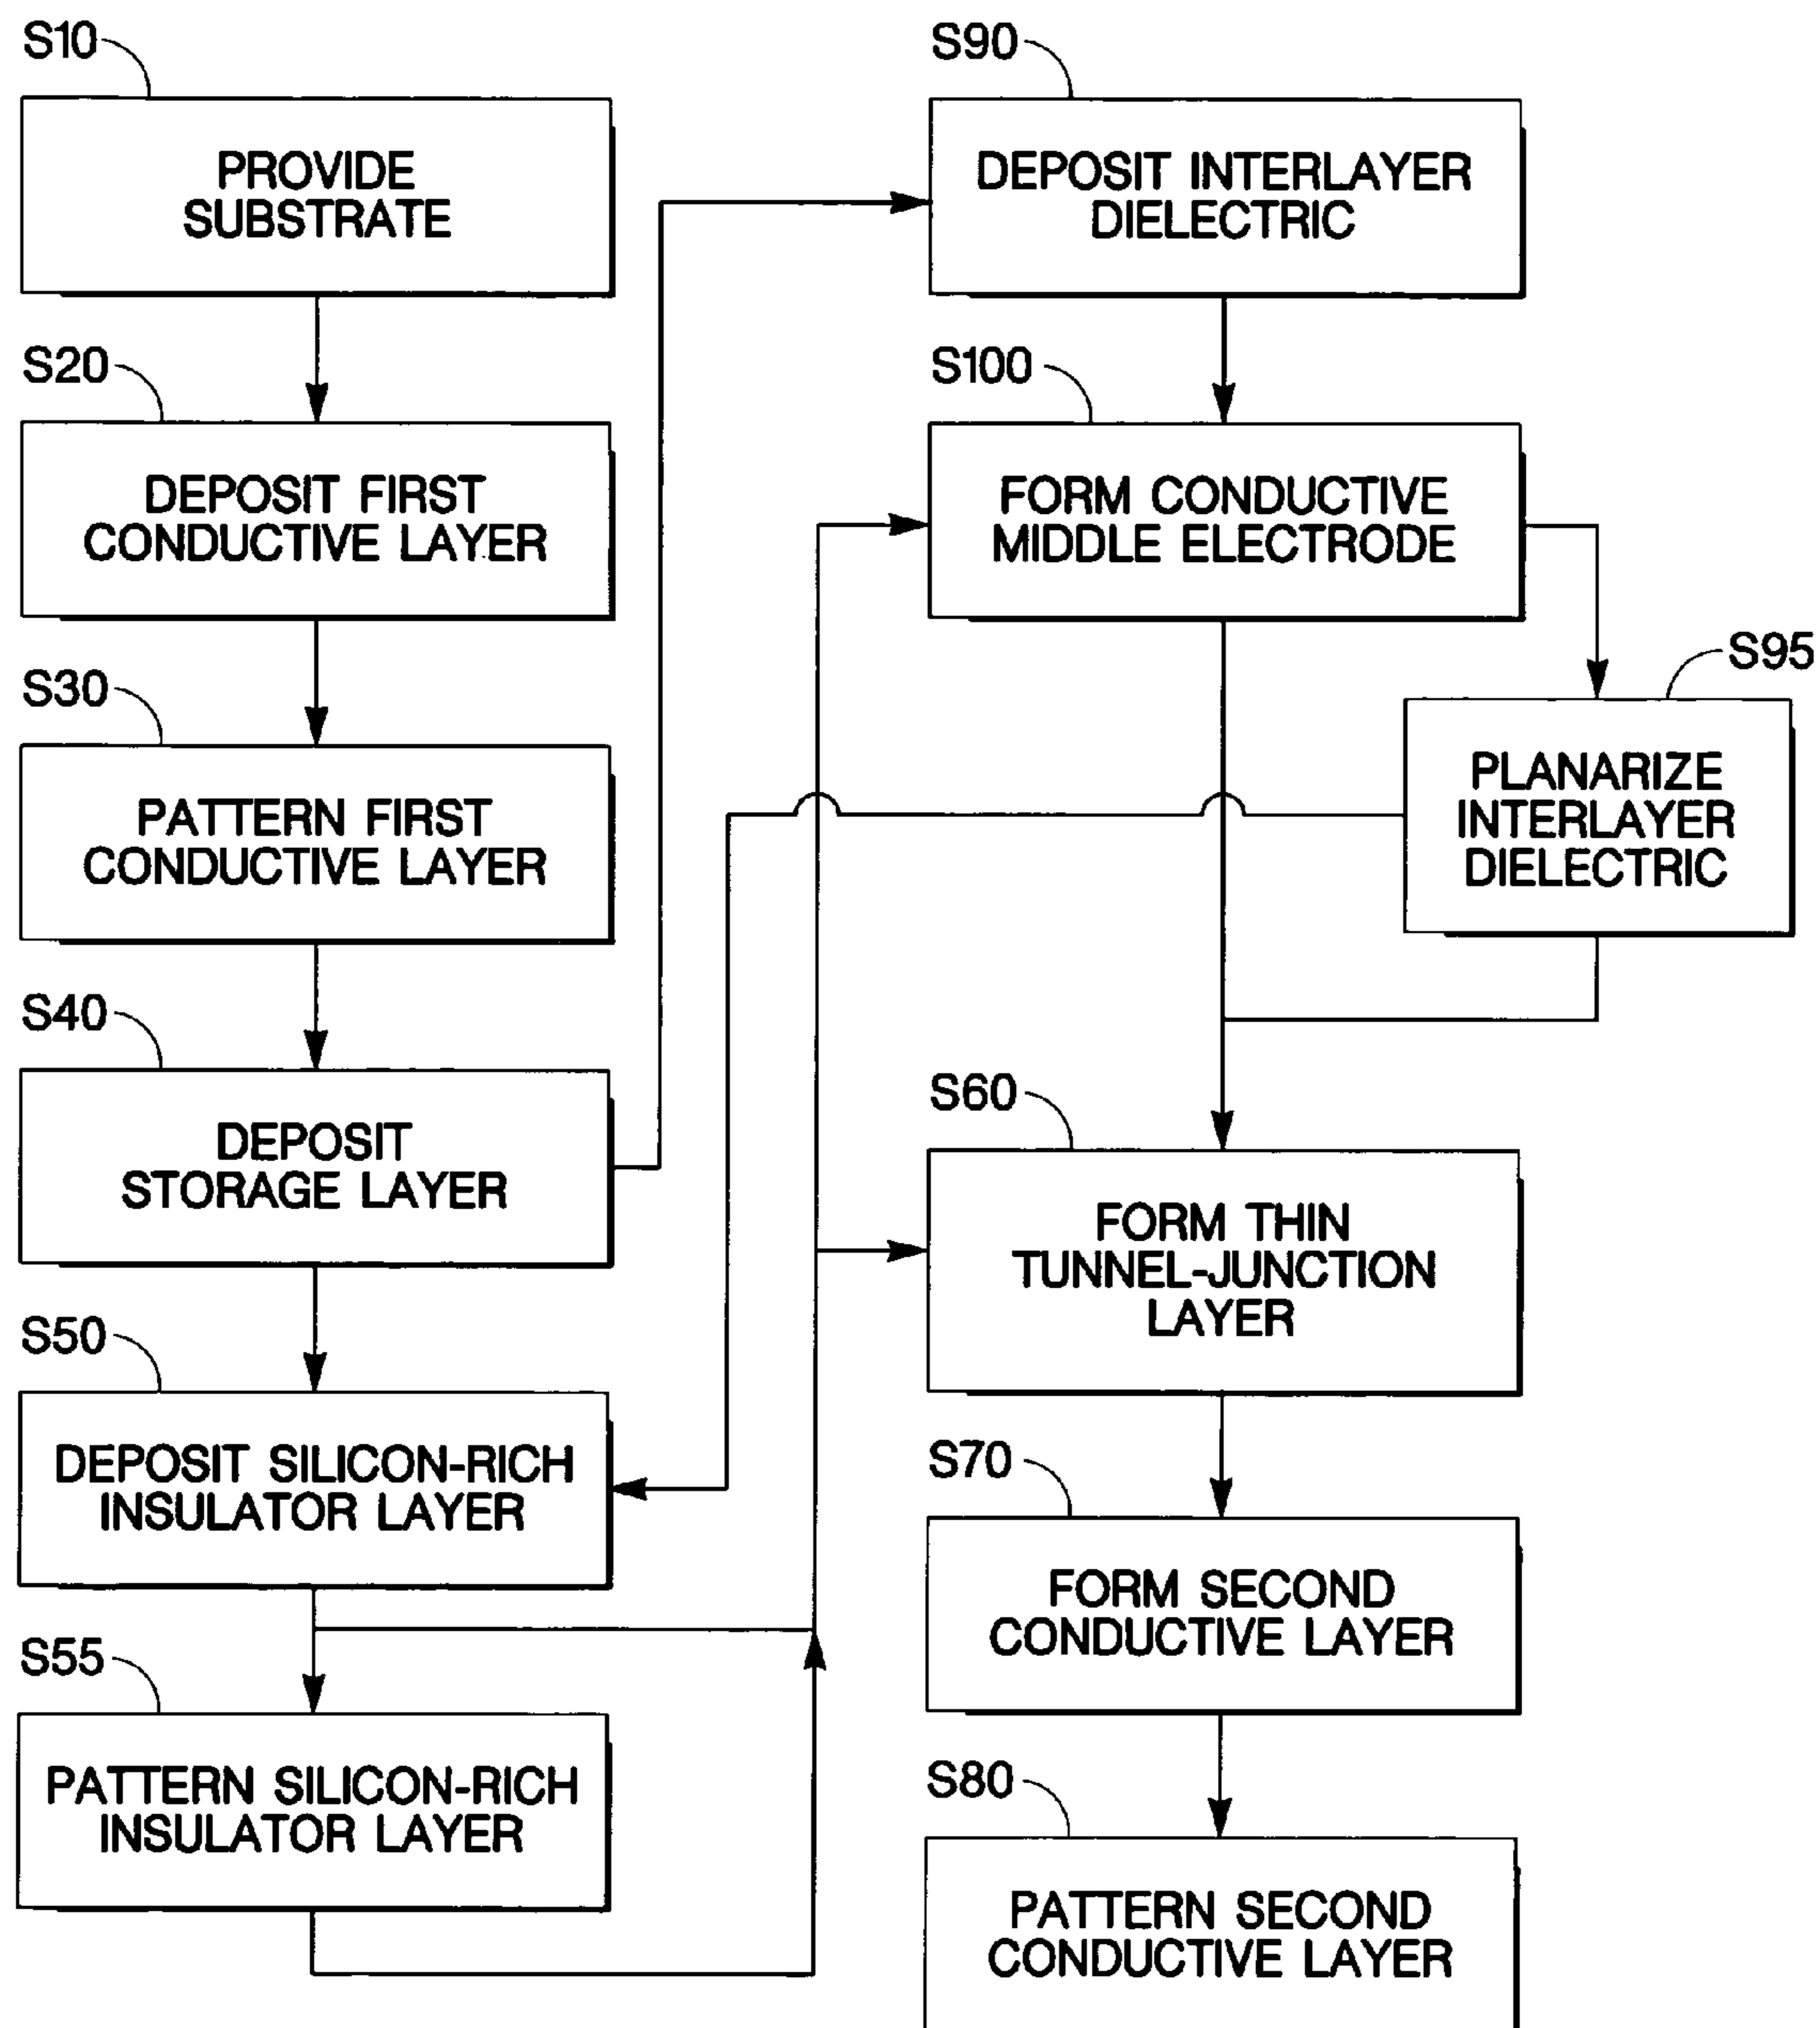 S10
PROVIDE
SUBSTRATE
S20
DEPOSIT FIRST
CONDUCTIVE LAYER
S30
PATTERN FIRST
CONDUCTIVE LAYER
S40
DEPOSIT
STORAGE LAYER
S50
DEPOSIT SILICON-RICH
INSULATOR LAYER
S55
PATTERN SILICON-RICH
INSULATOR LAYER
S90
DEPOSIT INTERLAYER
DIELECTRIC
S100
FORM CONDUCTIVE
MIDDLE ELECTRODE
S95
PLANARIZE
INTERLAYER
DIELECTRIC
S60
FORM THIN
TUNNEL-JUNCTION
LAYER
S70
FORM SECOND
CONDUCTIVE LAYER
S80
PATTERN SECOND
CONDUCTIVE LAYER